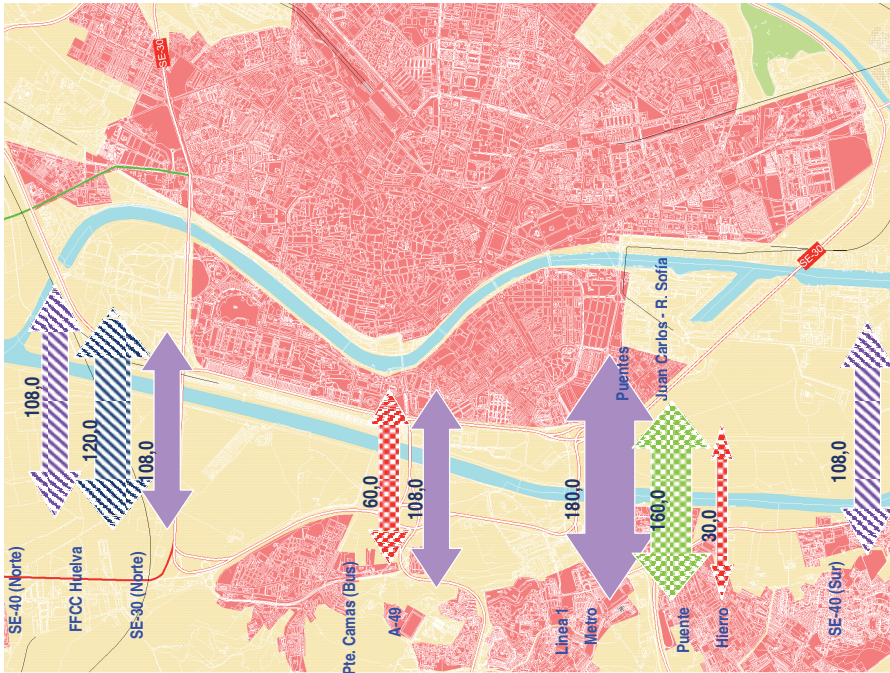 SE-30
SE-30
108,0
120,0
108,0
60,0
108,0
180,0
160,0
30,0
108,0
Puentes
Juan Carlos - R. Sofía
SE-40 (Norte)
FFCC Huelva
SE-30 (Norte)
Pte. Camas (Bus)
A-49
Línea 1
Metro
Puente
Hierro
SE-40 (Sur)